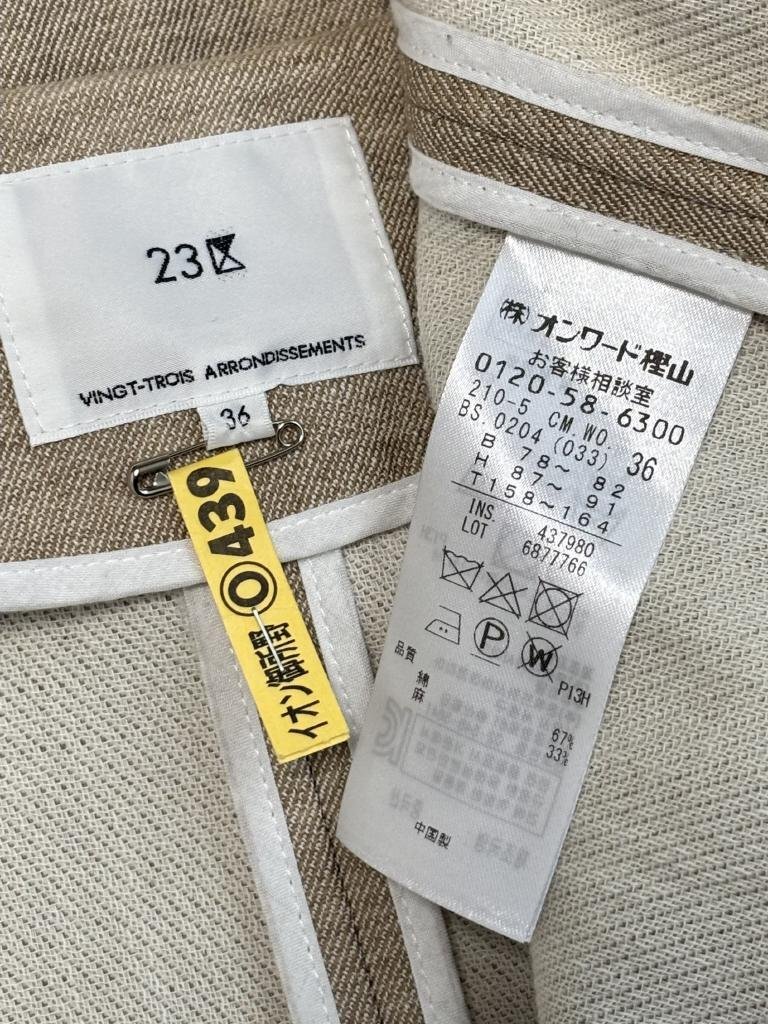 23区
VINGT-TROIS ARRONDISSEMENTS
36
イオン御所野 ◎439
㈱オンワード樫山
お客様相談室
0120-58-6300
210-5 CM.WO.
BS.0204 (033) 36
B 78~ 82
H 87~ 91
T158~164
INS. 437980
LOT 6877766
P
W
P13H
品質
綿 67%
麻 33%
中国製